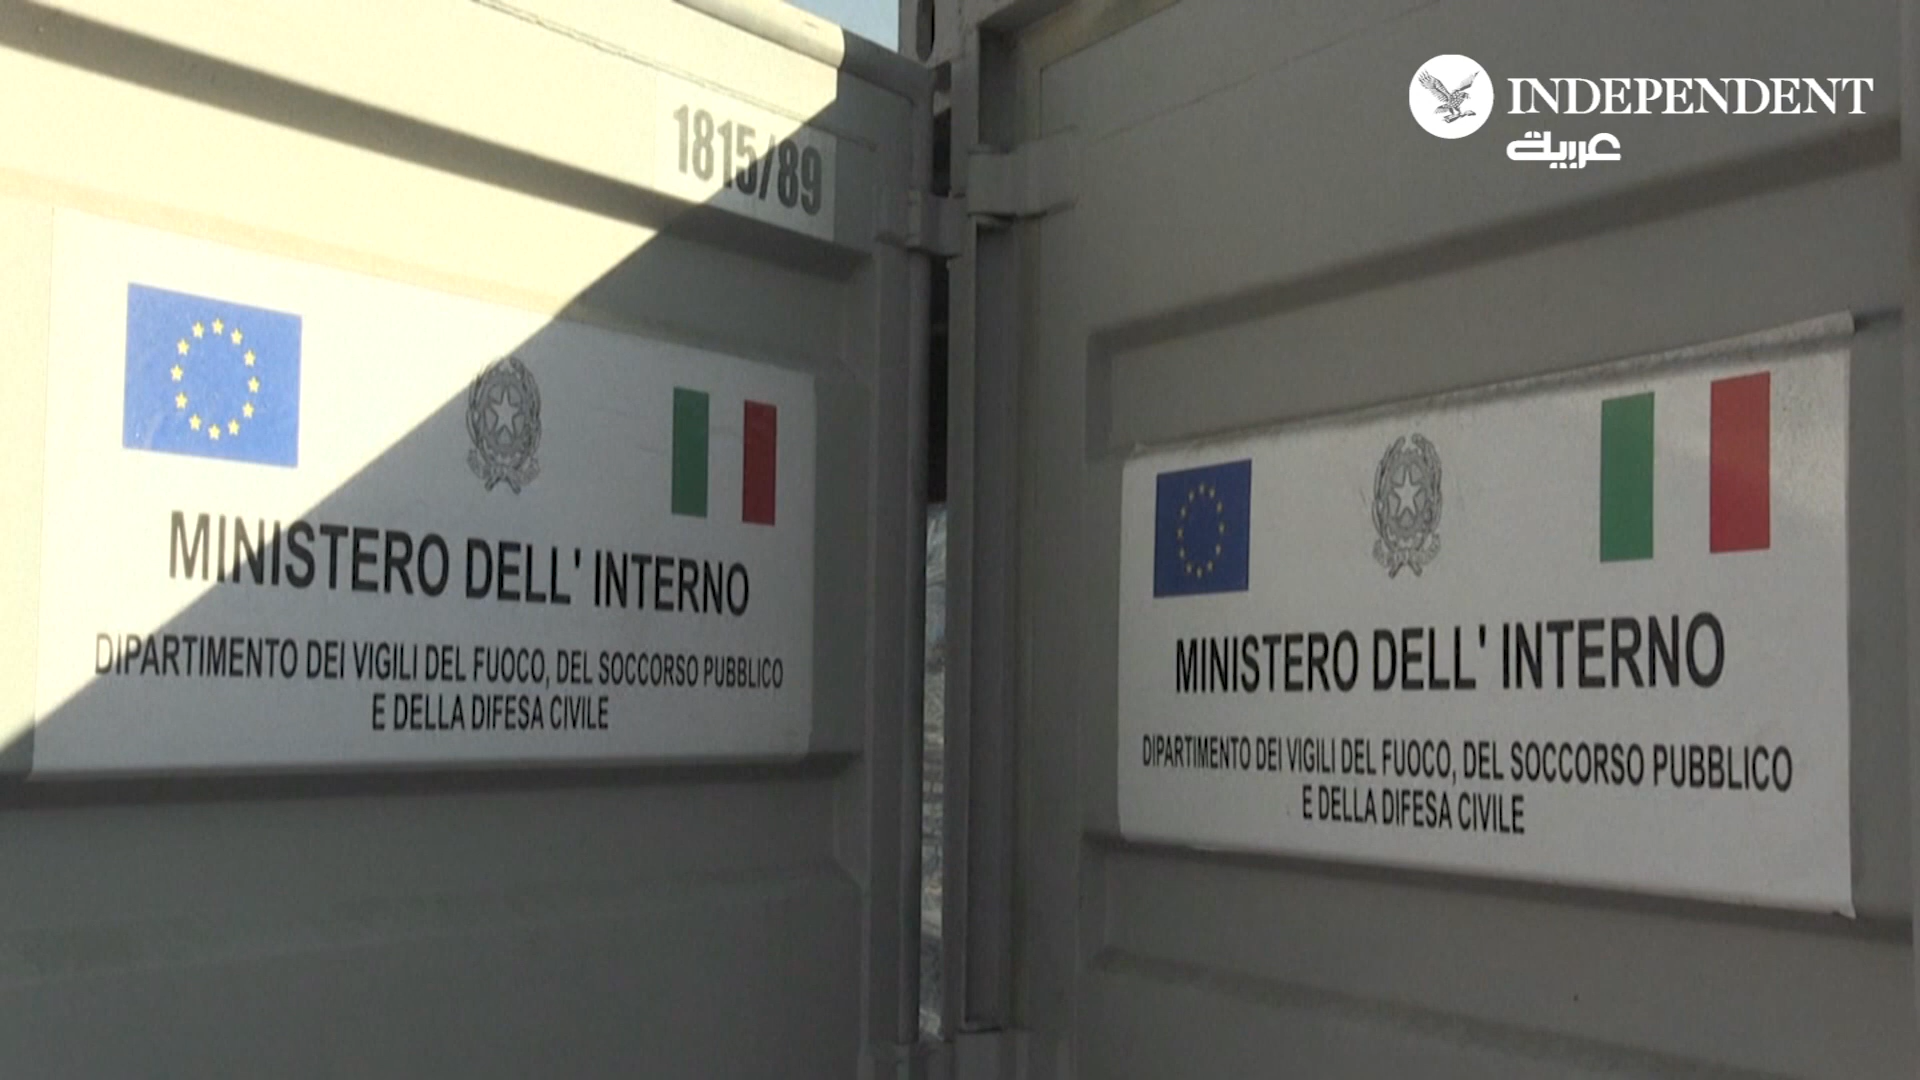 INDEPENDENT
عربية
1815/89
MINISTERO DELL' INTERNO
DIPARTIMENTO DEI VIGILI DEL FUOCO, DEL SOCCORSO PUBBLICO
E DELLA DIFESA CIVILE
MINISTERO DELL' INTERNO
DIPARTIMENTO DEI VIGILI DEL FUOCO, DEL SOCCORSO PUBBLICO
E DELLA DIFESA CIVILE